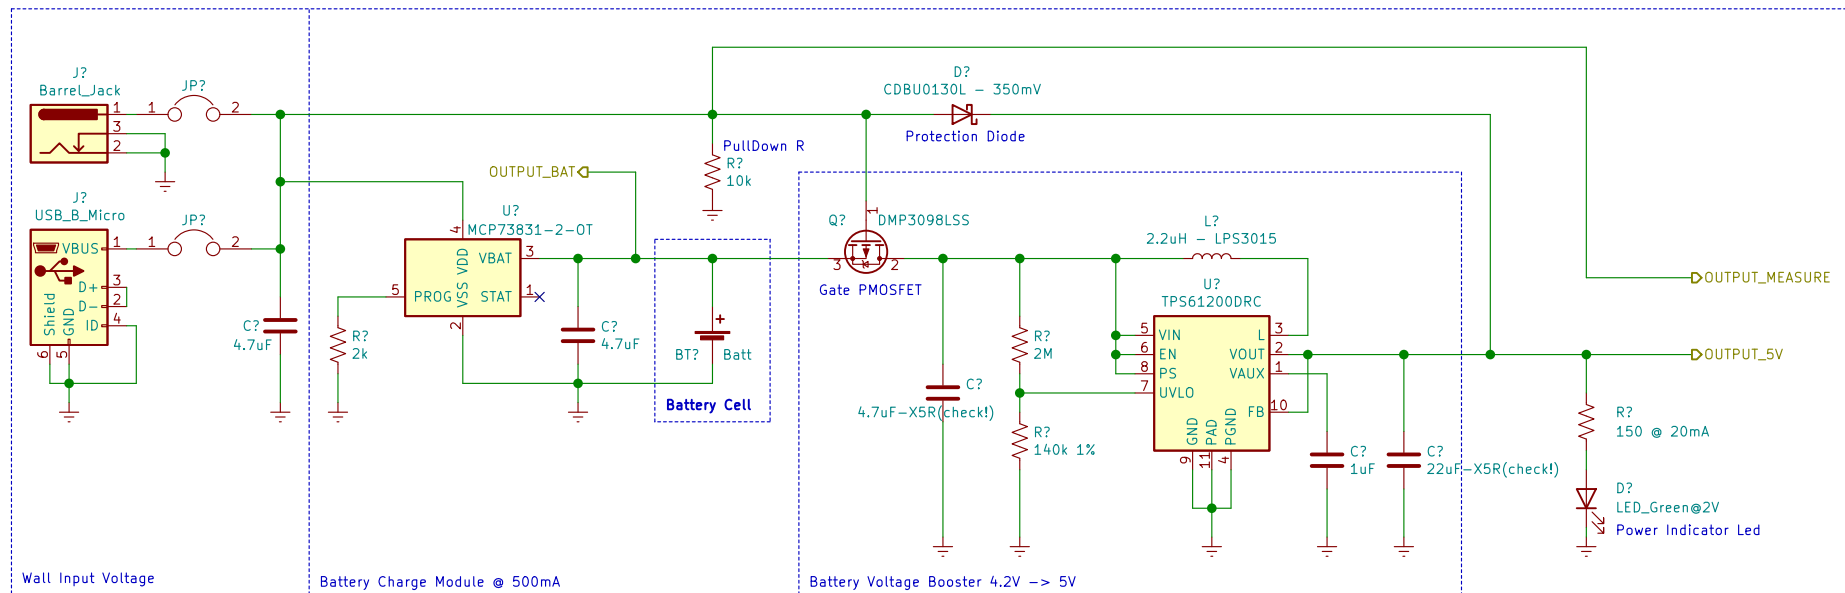 J?
Barrel_Jack
1
3
2
JP?
1
2
J?
USB_B_Micro
VBUS
1
D+
3
D-
2
ID
4
Shield
GND
6
5
JP?
1
2
C?
4.7uF
Wall Input Voltage
U?
MCP73831-2-OT
4
VDD
VBAT
3
PROG
5
VSS
STAT
1
2
R?
2k
OUTPUT_BAT
C?
4.7uF
BT?
Batt
+
Battery Cell
Battery Charge Module @ 500mA
PullDown R
R?
10k
D?
CDBU0130L - 350mV
Protection Diode
Q?
DMP3098LSS
1
3
2
Gate PMOSFET
L?
2.2uH - LPS3015
U?
TPS61200DRC
5
VIN
L
3
6
EN
VOUT
2
8
PS
VAUX
1
7
UVLO
FB
10
GND
PAD
PGND
9
11
4
R?
2M
C?
4.7uF-X5R(check!)
R?
140k 1%
C?
1uF
C?
22uF-X5R(check!)
Battery Voltage Booster 4.2V -> 5V
OUTPUT_MEASURE
OUTPUT_5V
R?
150 @ 20mA
D?
LED_Green@2V
Power Indicator Led